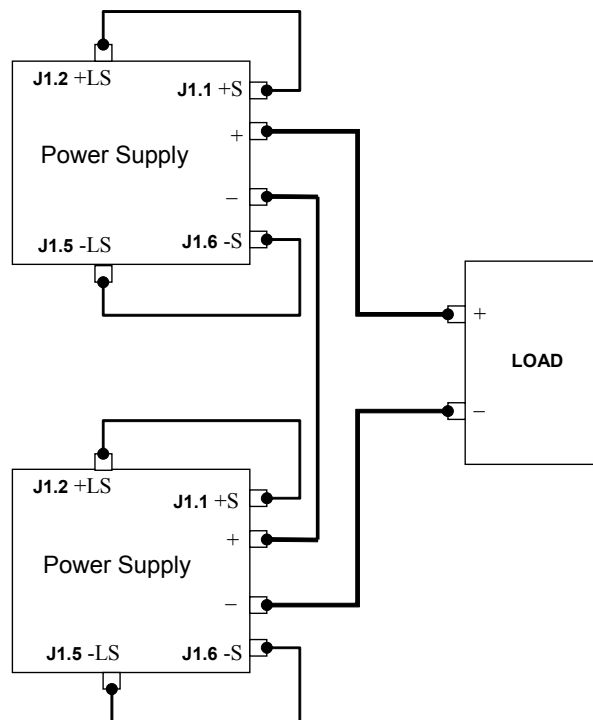 J1.2 +LS
J1.1 +S
+
Power Supply
–
J1.5 -LS
J1.6 -S
+
LOAD
–
J1.2 +LS
J1.1 +S
+
Power Supply
–
J1.5 -LS
J1.6 -S